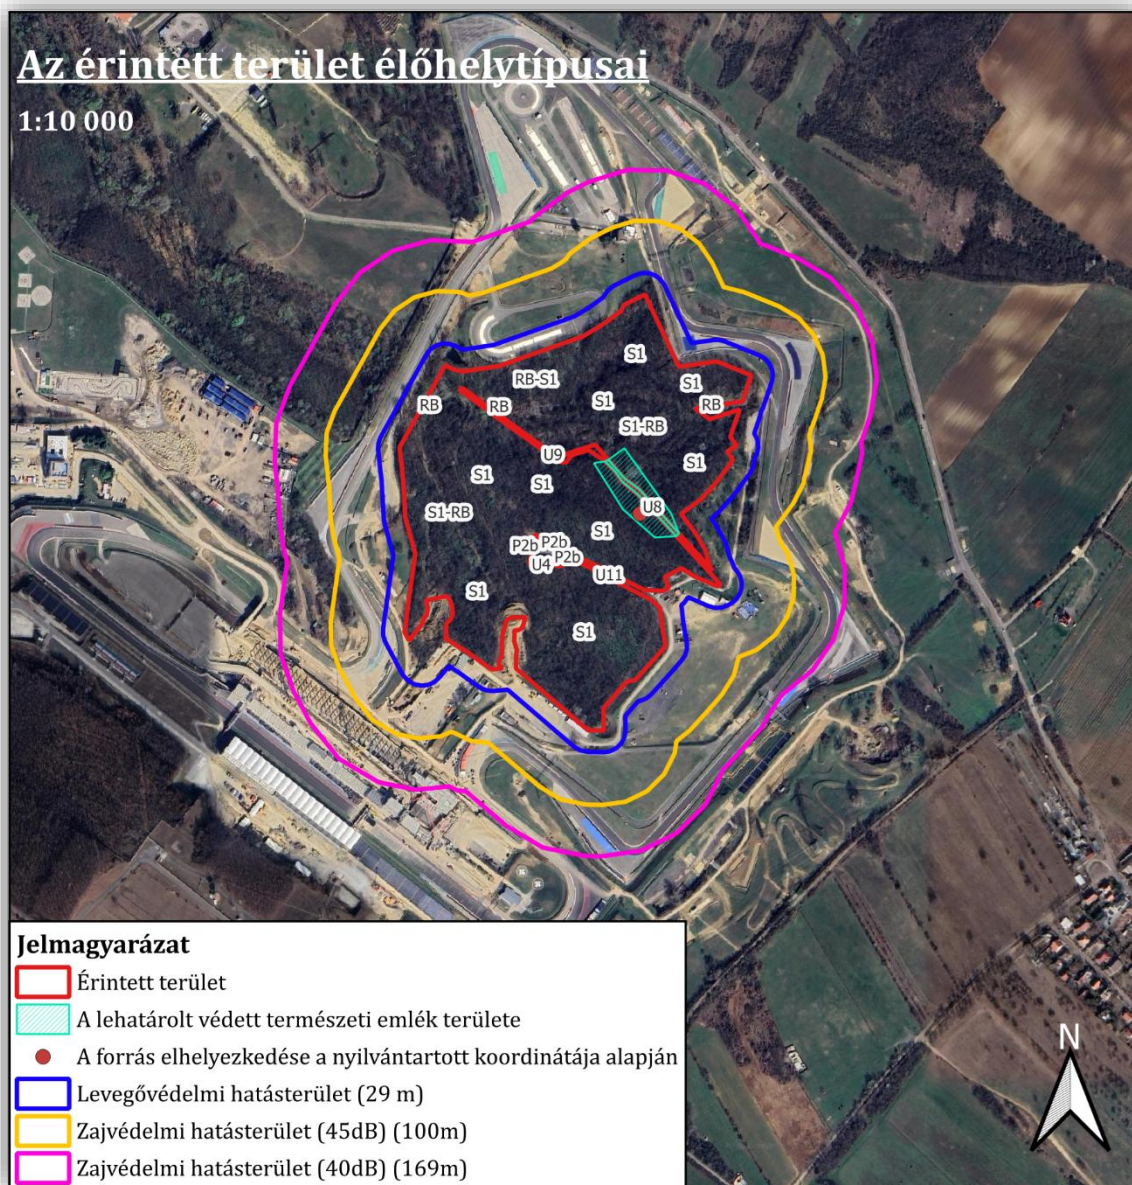 Az érintett terület élőhelytípusai
1:10 000
S1
RB-S1
S1
RB
RB
S1
RB
S1-RB
U9
S1
S1
S1
U8
S1-RB
S1
P2b
P2b
P2b
U4
U11
S1
S1
N
Jelmagyarázat
Érintett terület
A lehatárolt védett természeti emlék területe
A forrás elhelyezkedése a nyilvántartott koordinátája alapján
Levegővédelmi hatásterület (29 m)
Zajvédelmi hatásterület (45dB) (100m)
Zajvédelmi hatásterület (40dB) (169m)